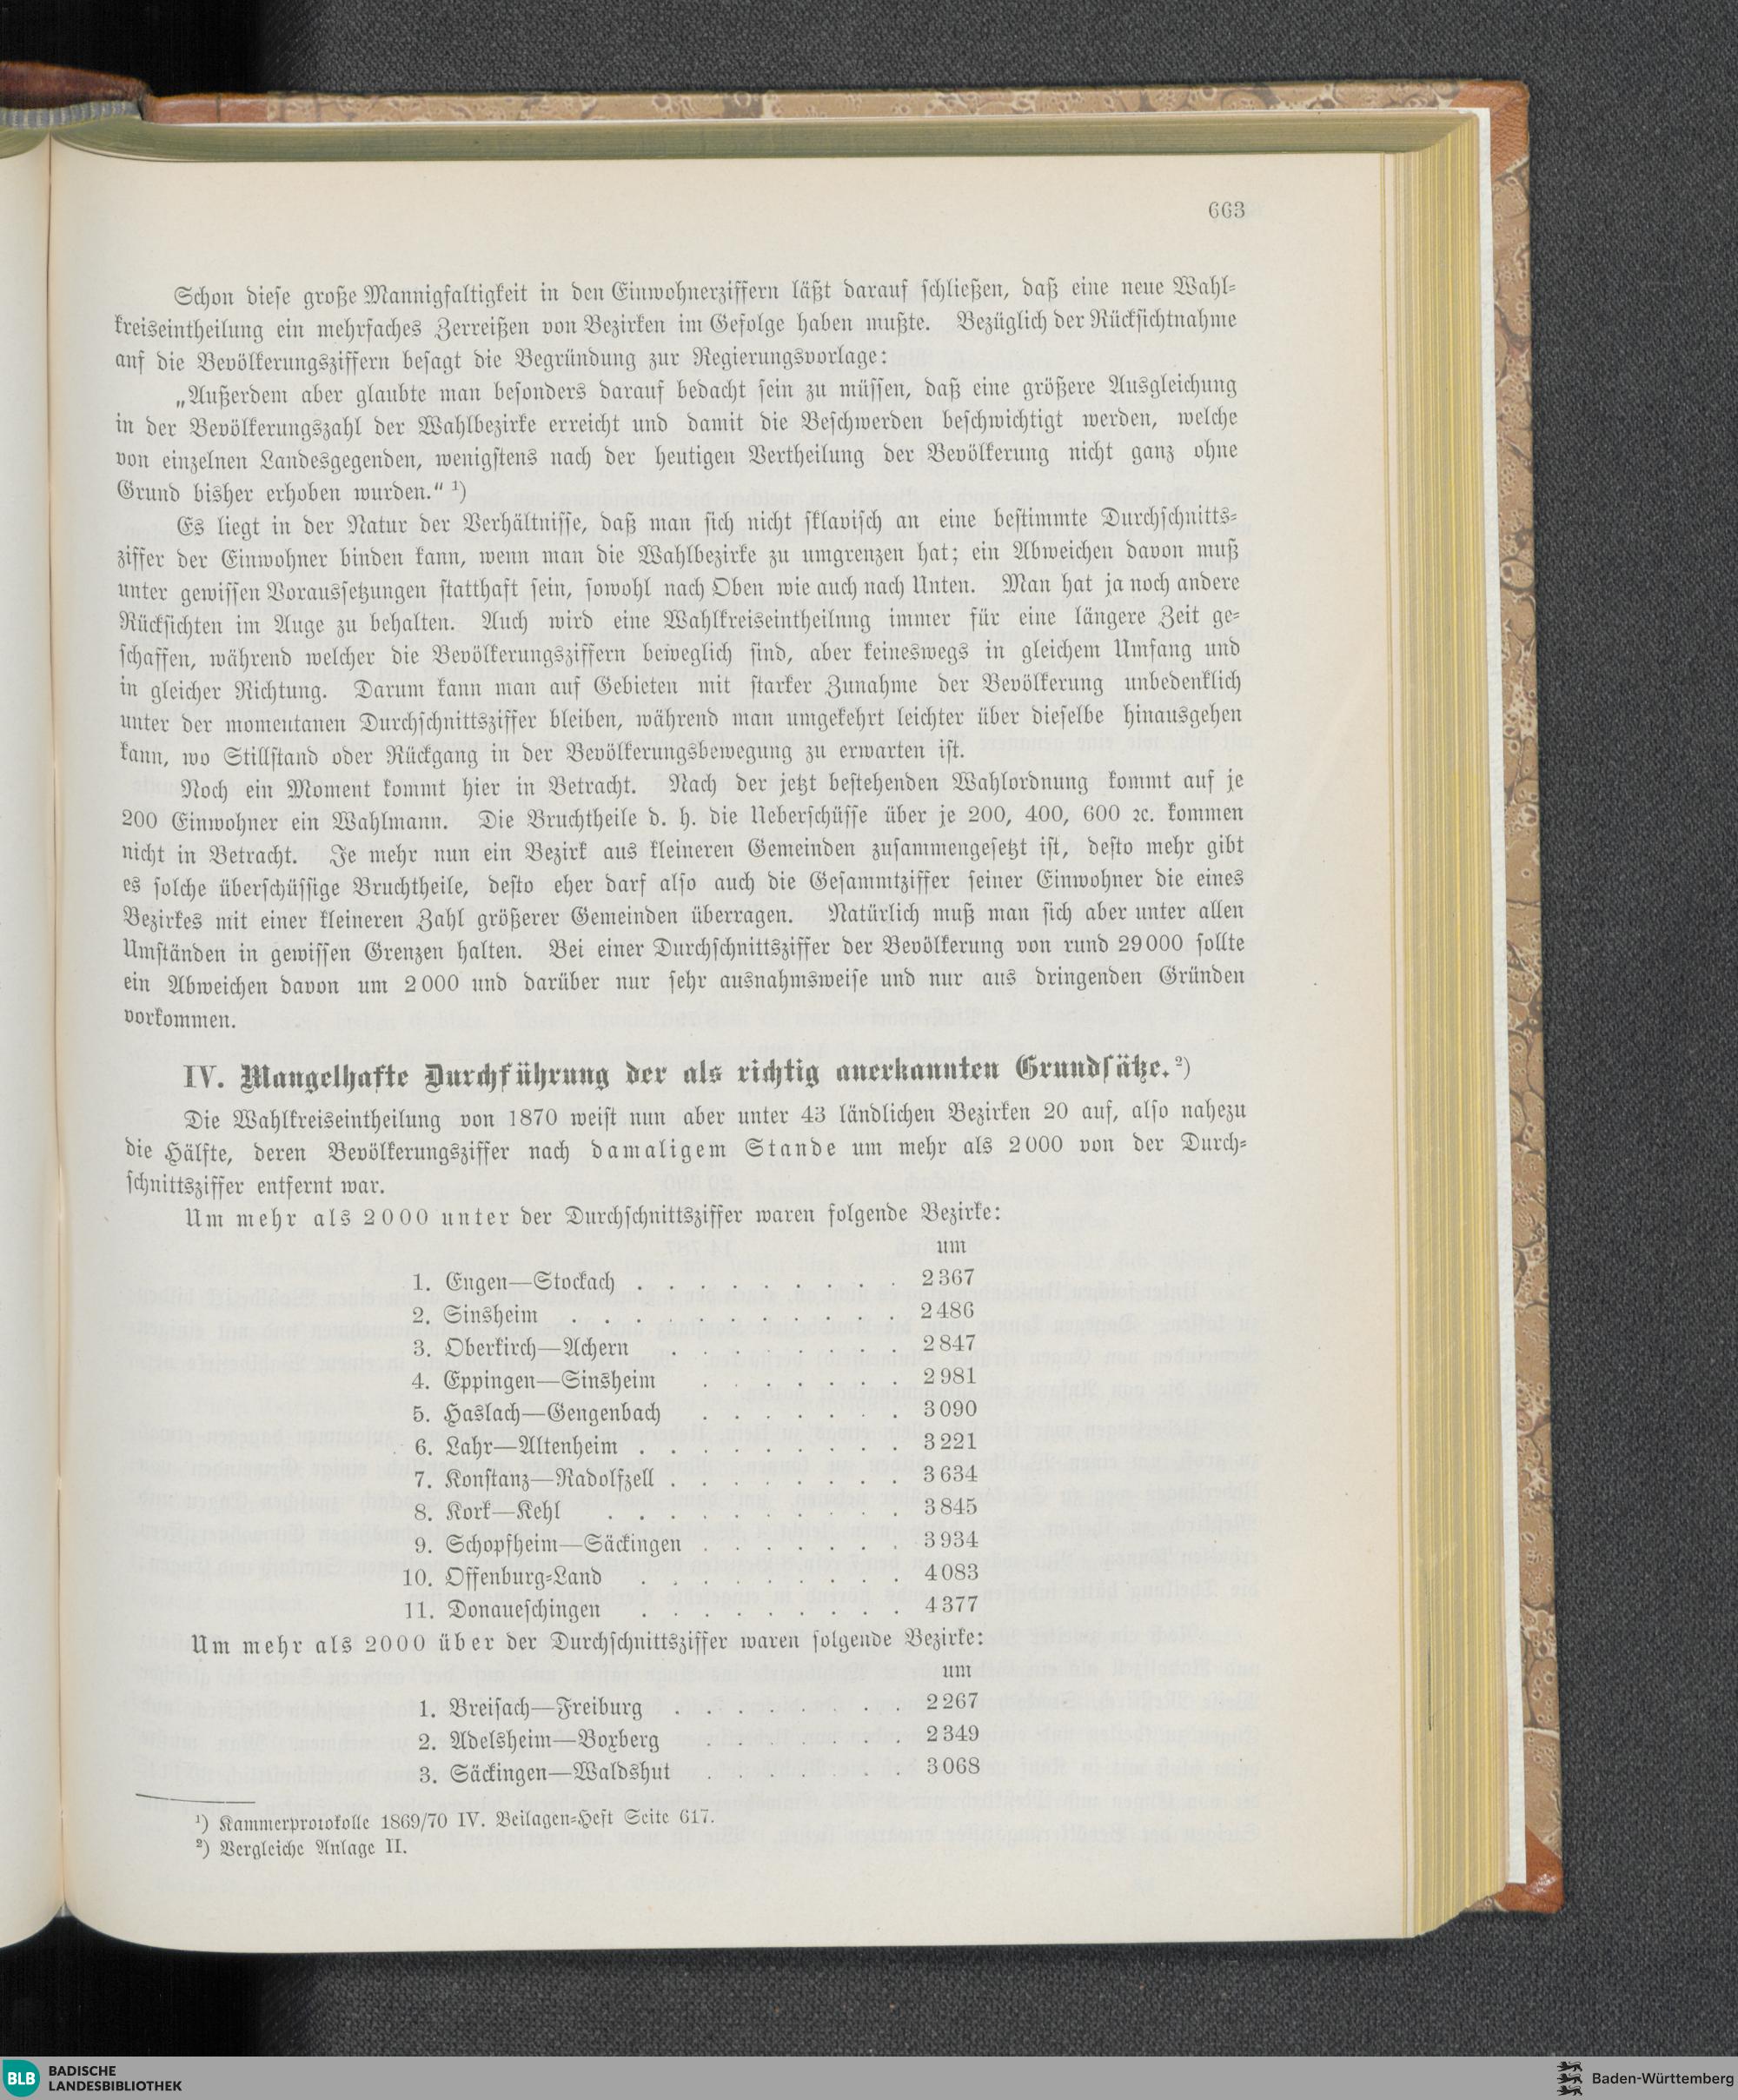 663
Schon diese große Mannigfaltigkeit in den Einwohnerziffern läßt darauf schließen, daß eine neue Wahl-
kreiseintheilung ein mehrfaches Zerreißen von Bezirken im Gefolge haben mußte. Bezüglich der Rücksichtnahme
auf die Bevölkerungsziffern besagt die Begründung zur Regierungsvorlage:
„Außerdem aber glaubte man besonders darauf bedacht sein zu müssen, daß eine größere Ausgleichung
in der Bevölkerungszahl der Wahlbezirke erreicht und damit die Beschwerden beschwichtigt werden, welche
von einzelnen Landesgegenden, wenigstens nach der heutigen Vertheilung der Bevölkerung nicht ganz ohne
Grund bisher erhoben wurden.“ ¹)
Es liegt in der Natur der Verhältnisse, daß man sich nicht sklavisch an eine bestimmte Durchschnitts-
ziffer der Einwohner binden kann, wenn man die Wahlbezirke zu umgrenzen hat; ein Abweichen davon muß
unter gewissen Voraussetzungen statthaft sein, sowohl nach Oben wie auch nach Unten. Man hat ja noch andere
Rücksichten im Auge zu behalten. Auch wird eine Wahlkreiseintheilung immer für eine längere Zeit ge-
schaffen, während welcher die Bevölkerungsziffern beweglich sind, aber keineswegs in gleichem Umfang und
in gleicher Richtung. Darum kann man auf Gebieten mit starker Zunahme der Bevölkerung unbedenklich
unter der momentanen Durchschnittsziffer bleiben, während man umgekehrt leichter über dieselbe hinausgehen
kann, wo Stillstand oder Rückgang in der Bevölkerungsbewegung zu erwarten ist.
Noch ein Moment kommt hier in Betracht. Nach der jetzt bestehenden Wahlordnung kommt auf je
200 Einwohner ein Wahlmann. Die Bruchtheile d. h. die Ueberschüsse über je 200, 400, 600 ꝛc. kommen
nicht in Betracht. Je mehr nun ein Bezirk aus kleineren Gemeinden zusammengesetzt ist, desto mehr gibt
es solche überschüssige Bruchtheile, desto eher darf also auch die Gesammtziffer seiner Einwohner die eines
Bezirkes mit einer kleineren Zahl größerer Gemeinden überragen. Natürlich muß man sich aber unter allen
Umständen in gewissen Grenzen halten. Bei einer Durchschnittsziffer der Bevölkerung von rund 29000 sollte
ein Abweichen davon um 2000 und darüber nur sehr ausnahmsweise und nur aus dringenden Gründen
vorkommen.
IV. Mangelhafte Durchführung der als richtig anerkannten Grundsätze.²)
Die Wahlkreiseintheilung von 1870 weist nun aber unter 43 ländlichen Bezirken 20 auf, also nahezu
die Hälfte, deren Bevölkerungsziffer nach damaligem Stande um mehr als 2000 von der Durch-
schnittsziffer entfernt war.
Um mehr als 2000 unter der Durchschnittsziffer waren folgende Bezirke:
um
1. Engen—Stockach . . . . . . . . . 2367
2. Sinsheim . . . . . . . . . . 2486
3. Oberkirch—Achern . . . . . . . . 2847
4. Eppingen—Sinsheim . . . . . . . 2981
5. Haslach—Gengenbach . . . . . . . 3090
6. Lahr—Altenheim . . . . . . . . . 3221
7. Konstanz—Radolfzell . . . . . . . . 3634
8. Kork—Kehl . . . . . . . . . . 3845
9. Schopfheim—Säckingen . . . . . . . 3934
10. Offenburg-Land . . . . . . . . . 4083
11. Donaueschingen . . . . . . . . . 4377
Um mehr als 2000 über der Durchschnittsziffer waren folgende Bezirke:
um
1. Breisach—Freiburg . . . . . . . . 2267
2. Adelsheim—Boxberg . . . . . . . 2349
3. Säckingen—Waldshut . . . . . . . 3068
¹) Kammerprotokolle 1869/70 IV. Beilagen-Heft Seite 617.
²) Vergleiche Anlage II.
BLB BADISCHE
LANDESBIBLIOTHEK
Baden-Württemberg